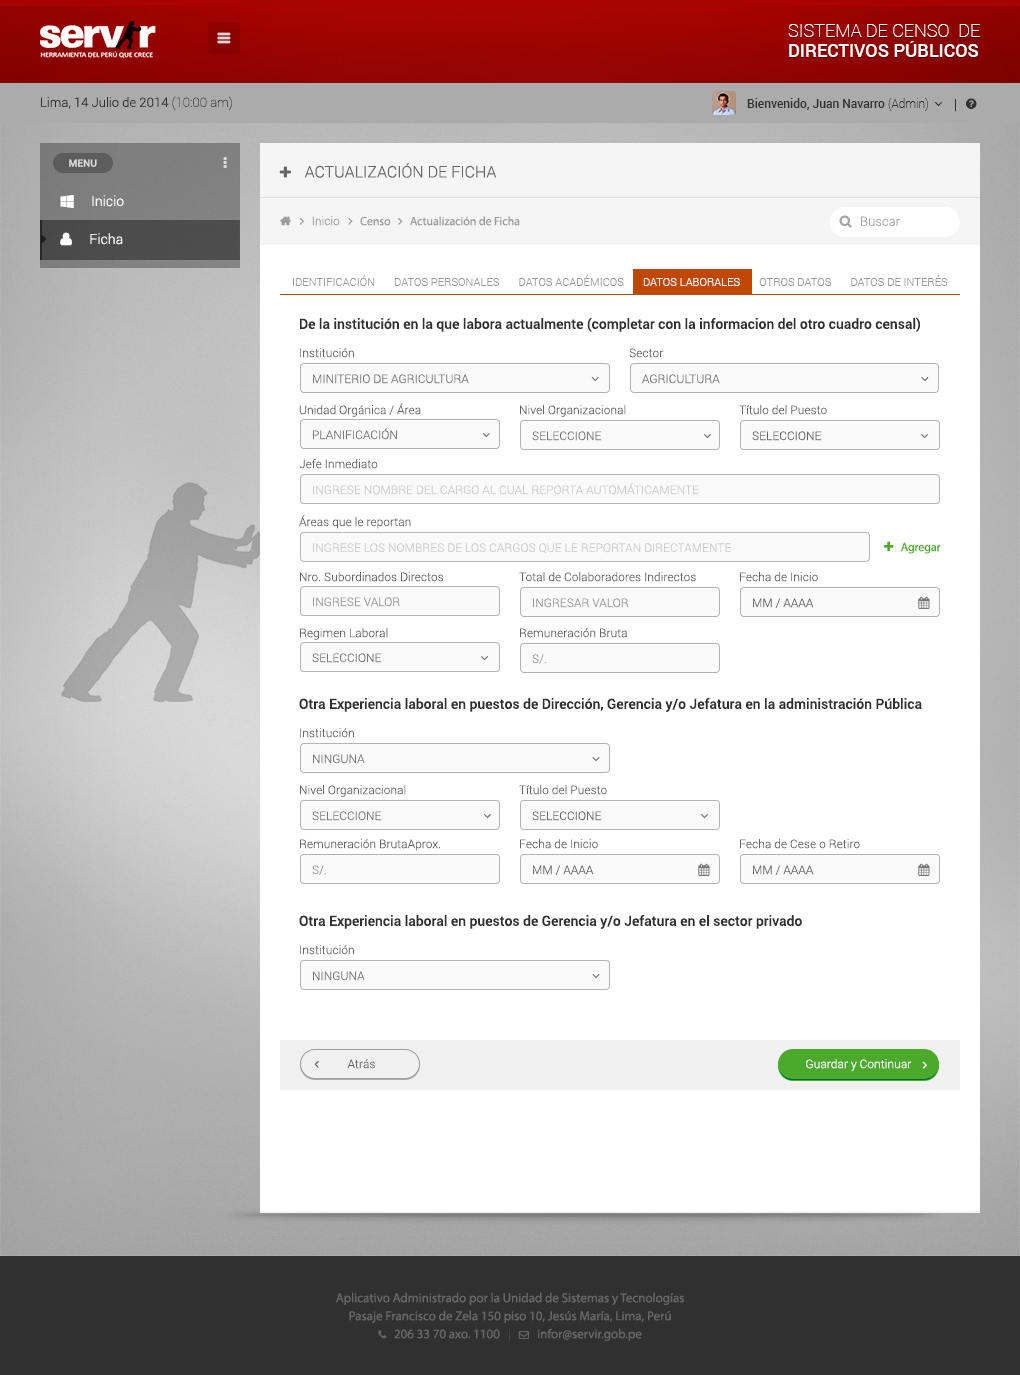 servir
HERRAMIENTA DEL PERÚ QUE CRECE
SISTEMA DE CENSO DE
DIRECTIVOS PÚBLICOS
Lima, 14 Julio de 2014 (10:00 am)
Bienvenido, Juan Navarro (Admin) |
MENU
Inicio
Ficha
ACTUALIZACIÓN DE FICHA
Inicio > Censo > Actualización de Ficha
Buscar
IDENTIFICACIÓN DATOS PERSONALES DATOS ACADÉMICOS DATOS LABORALES OTROS DATOS DATOS DE INTERÉS
De la institución en la que labora actualmente (completar con la informacion del otro cuadro censal)
Institución Sector
MINITERIO DE AGRICULTURA AGRICULTURA
Unidad Orgánica / Área Nivel Organizacional Título del Puesto
PLANIFICACIÓN SELECCIONE SELECCIONE
Jefe Inmediato
INGRESE NOMBRE DEL CARGO AL CUAL REPORTA AUTOMÁTICAMENTE
Áreas que le reportan
INGRESE LOS NOMBRES DE LOS CARGOS QUE LE REPORTAN DIRECTAMENTE
Agregar
Nro. Subordinados Directos Total de Colaboradores Indirectos Fecha de Inicio
INGRESE VALOR INGRESAR VALOR MM / AAAA
Regimen Laboral Remuneración Bruta
SELECCIONE S/.
Otra Experiencia laboral en puestos de Dirección, Gerencia y/o Jefatura en la administración Pública
Institución
NINGUNA
Nivel Organizacional Título del Puesto
SELECCIONE SELECCIONE
Remuneración BrutaAprox. Fecha de Inicio Fecha de Cese o Retiro
S/. MM / AAAA MM / AAAA
Otra Experiencia laboral en puestos de Gerencia y/o Jefatura en el sector privado
Institución
NINGUNA
Atrás
Guardar y Continuar
Aplicativo Administrado por la Unidad de Sistemas y Tecnologías
Pasaje Francisco de Zela 150 piso 10, Jesús María, Lima, Perú
206 33 70 axo. 1100 | infor@servir.gob.pe